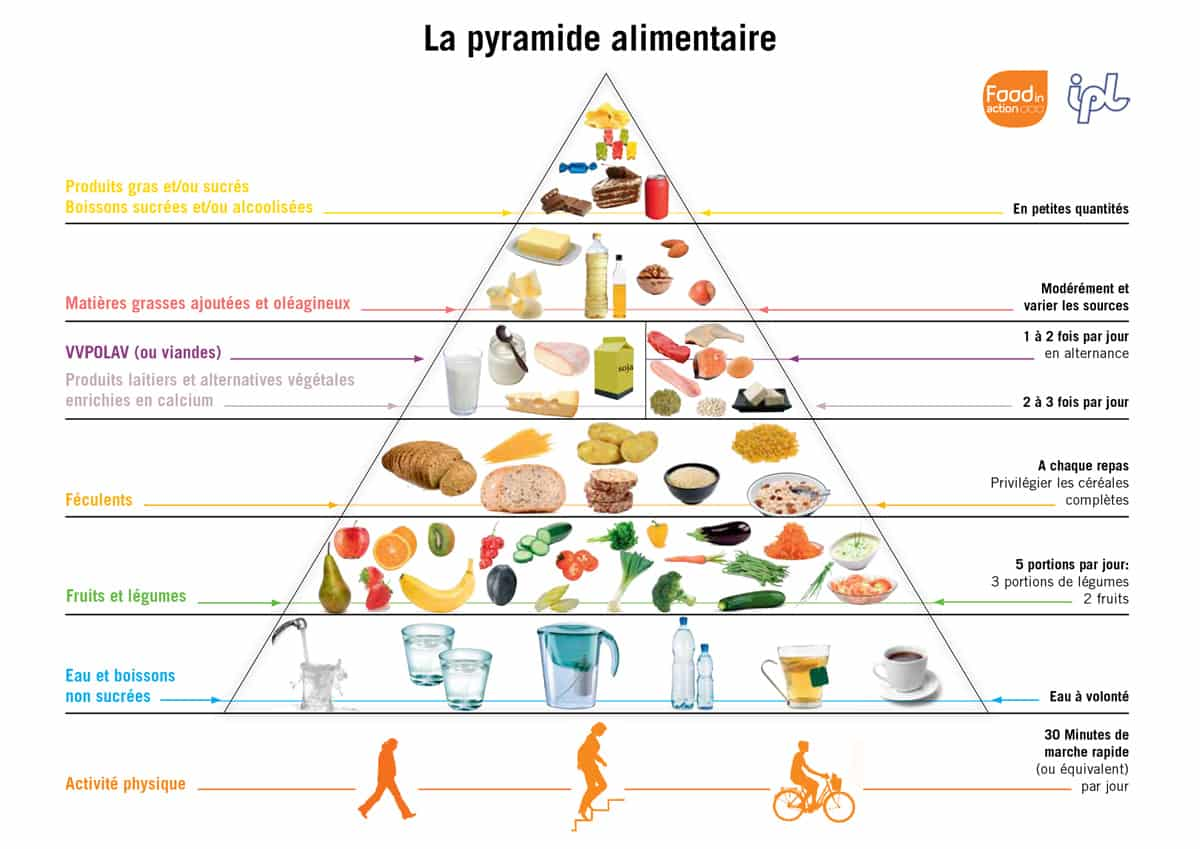 La pyramide alimentaire
Food in
action
ipl
Produits gras et/ou sucrés
Boissons sucrées et/ou alcoolisées
En petites quantités
Matières grasses ajoutées et oléagineux
Modérément et
varier les sources
VVPOLAV (ou viandes)
1 à 2 fois par jour
en alternance
Produits laitiers et alternatives végétales
enrichies en calcium
soja
2 à 3 fois par jour
Féculents
A chaque repas
Privilégier les céréales
complètes
Fruits et légumes
5 portions par jour:
3 portions de légumes
2 fruits
Eau et boissons
non sucrées
Eau à volonté
Activité physique
30 Minutes de
marche rapide
(ou équivalent)
par jour